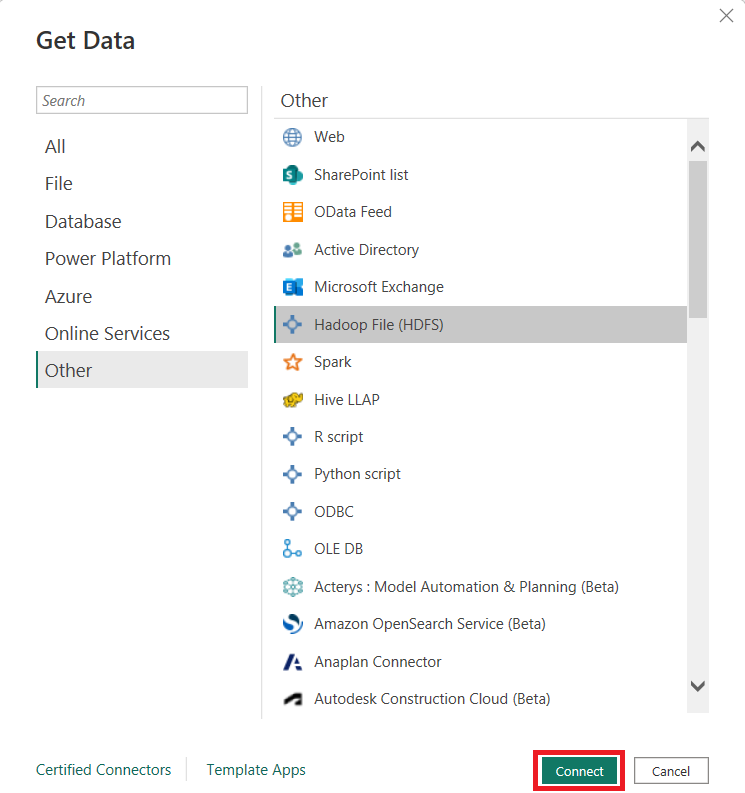 Get Data
Search
All
File
Database
Power Platform
Azure
Online Services
Other
Other
Web
SharePoint list
OData Feed
Active Directory
Microsoft Exchange
Hadoop File (HDFS)
Spark
Hive LLAP
R script
Python script
ODBC
OLE DB
Acterys : Model Automation & Planning (Beta)
Amazon OpenSearch Service (Beta)
Anaplan Connector
Autodesk Construction Cloud (Beta)
Certified Connectors
Template Apps
Connect
Cancel